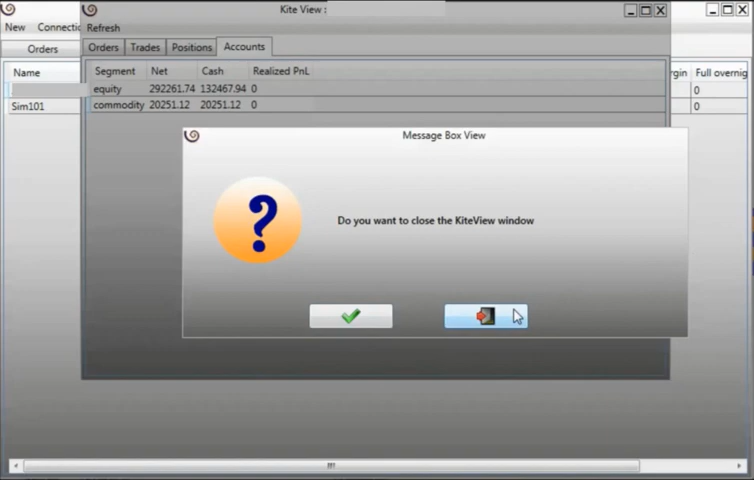 Kite View :
New Connectio
Refresh
Orders
Orders Trades Positions Accounts
Name
Segment Net Cash Realized PnL
rgin Full overnig
equity 292261.74 132467.94 0
0
Sim101
commodity 20251.12 20251.12 0
0
Message Box View
?
Do you want to close the KiteView window